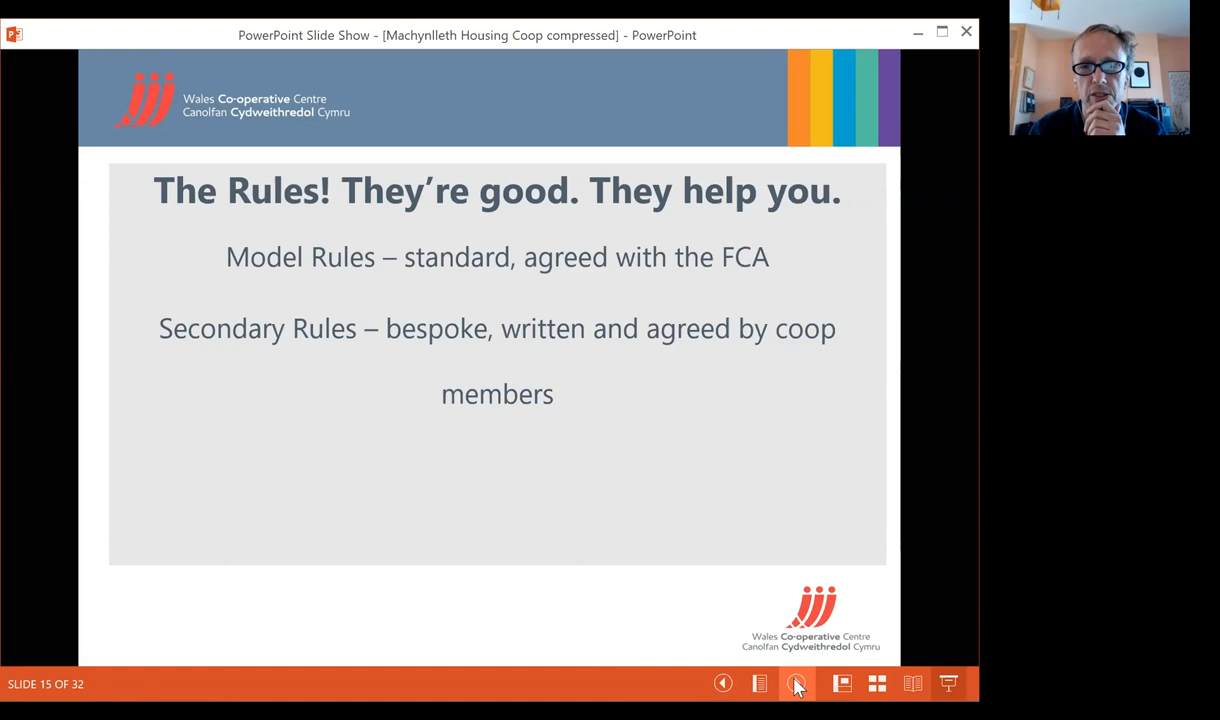 PowerPoint Slide Show - [Machynlleth Housing Coop compressed] - PowerPoint
Wales Co-operative Centre
Canolfan Cydweithredol Cymru
The Rules! They’re good. They help you.
Model Rules – standard, agreed with the FCA
Secondary Rules – bespoke, written and agreed by coop
members
Wales Co-operative Centre
Canolfan Cydweithredol Cymru
SLIDE 15 OF 32